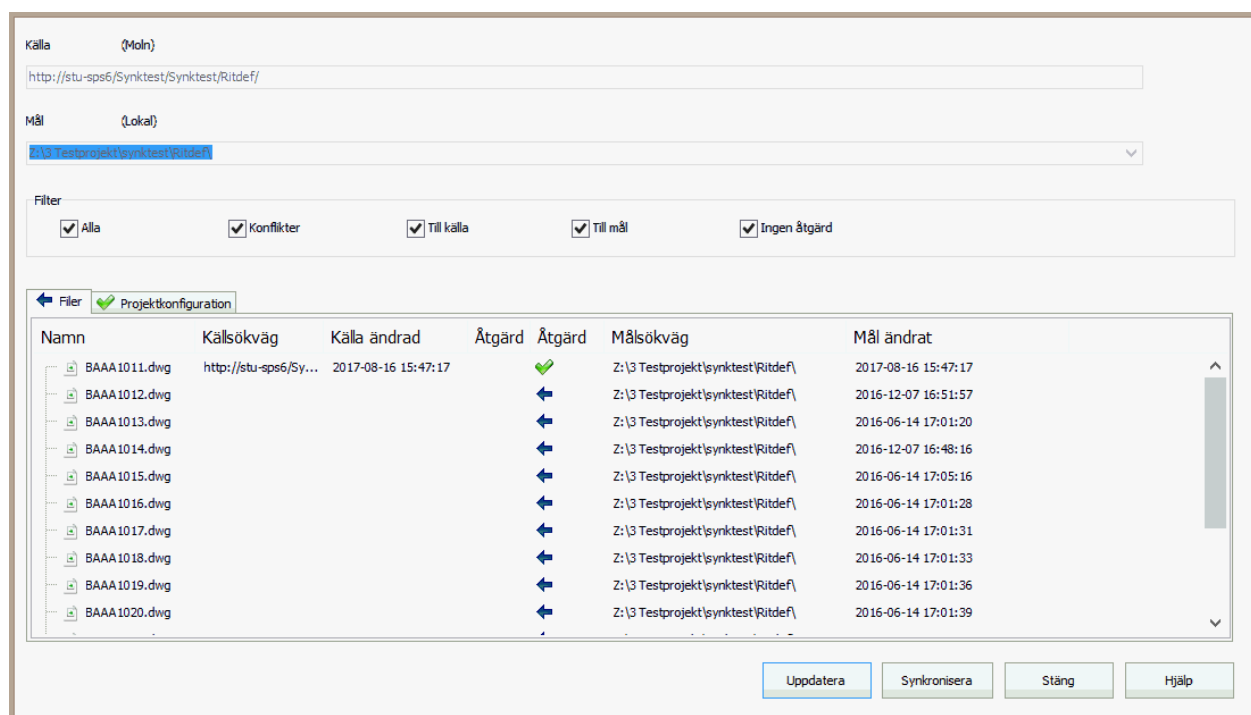 Källa (Moln)
http://stu-sps6/Synktest/Synktest/Ritdef/
Mål (Lokal)
Z:\3 Testprojekt\synktest\Ritdef\
Filter
Alla Konflikter Till källa Till mål Ingen åtgärd
Filer Projektkonfiguration
Namn Källsökväg Källa ändrad Åtgärd Åtgärd Målsökväg Mål ändrat
BAAA1011.dwg http://stu-sps6/Sy... 2017-08-16 15:47:17 Z:\3 Testprojekt\synktest\Ritdef\ 2017-08-16 15:47:17
BAAA1012.dwg Z:\3 Testprojekt\synktest\Ritdef\ 2016-12-07 16:51:57
BAAA1013.dwg Z:\3 Testprojekt\synktest\Ritdef\ 2016-06-14 17:01:20
BAAA1014.dwg Z:\3 Testprojekt\synktest\Ritdef\ 2016-12-07 16:48:16
BAAA1015.dwg Z:\3 Testprojekt\synktest\Ritdef\ 2016-06-14 17:05:16
BAAA1016.dwg Z:\3 Testprojekt\synktest\Ritdef\ 2016-06-14 17:01:28
BAAA1017.dwg Z:\3 Testprojekt\synktest\Ritdef\ 2016-06-14 17:01:31
BAAA1018.dwg Z:\3 Testprojekt\synktest\Ritdef\ 2016-06-14 17:01:33
BAAA1019.dwg Z:\3 Testprojekt\synktest\Ritdef\ 2016-06-14 17:01:36
BAAA1020.dwg Z:\3 Testprojekt\synktest\Ritdef\ 2016-06-14 17:01:39
Uppdatera Synkronisera Stäng Hjälp